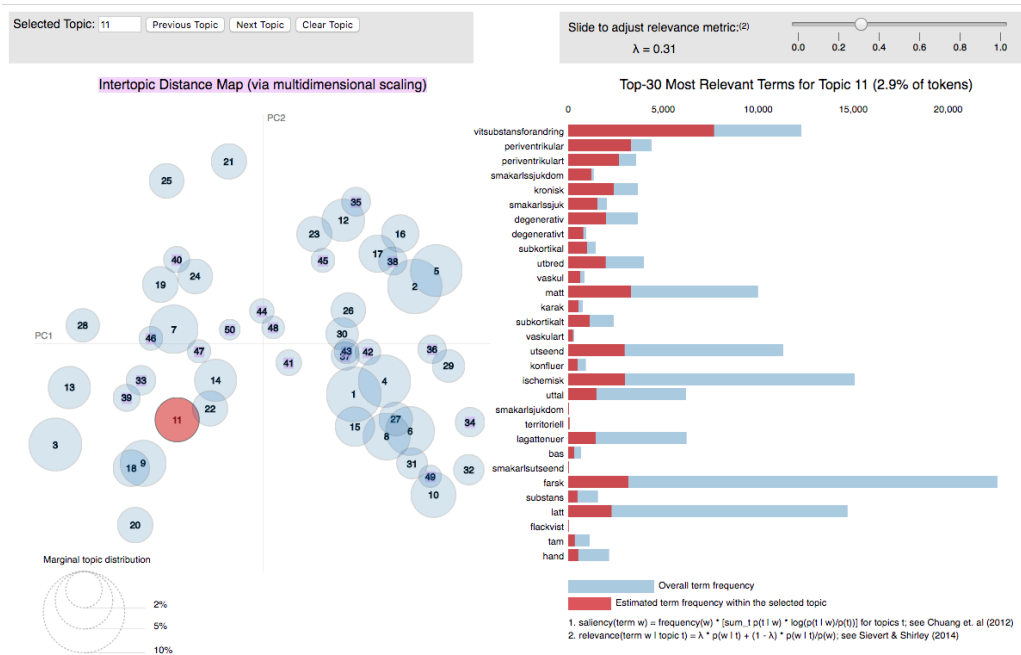 Selected Topic: 11 Previous Topic Next Topic Clear Topic
Slide to adjust relevance metric:(2)
λ = 0.31
0.0 0.2 0.4 0.6 0.8 1.0
Intertopic Distance Map (via multidimensional scaling)
PC2
PC1
21
25
35
12
23
16
17
38
45
5
2
40
24
19
44
26
28
7
50
48
46
30
47
43
37
42
36
41
29
33
14
4
13
39
1
22
11
27
34
15
6
8
3
31
9
18
32
49
10
20
Marginal topic distribution
2%
5%
10%
Top-30 Most Relevant Terms for Topic 11 (2.9% of tokens)
0 5,000 10,000 15,000 20,000
vitsubstansforandring
periventrikular
periventrikulart
smakarlssjukdom
kronisk
smakarlssjuk
degenerativ
degenerativt
subkortikal
utbred
vaskul
matt
karak
subkortikalt
vaskulart
utseend
konfluer
ischemisk
uttal
smakarlsjukdom
territoriell
lagattenuer
bas
smakarlsutseend
farsk
substans
latt
flackvist
tam
hand
Overall term frequency
Estimated term frequency within the selected topic
1. saliency(term w) = frequency(w) * [sum_t p(t | w) * log(p(t | w)/p(t))] for topics t; see Chuang et. al (2012)
2. relevance(term w | topic t) = λ * p(w | t) + (1 - λ) * p(w | t)/p(w); see Sievert & Shirley (2014)